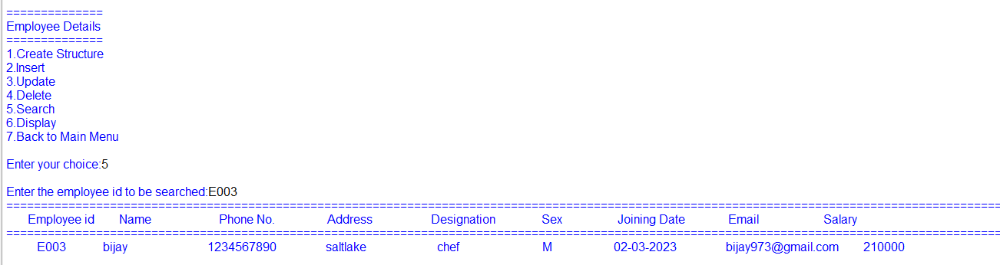 ==============
Employee Details
==============
1.Create Structure
2.Insert
3.Update
4.Delete
5.Search
6.Display
7.Back to Main Menu
Enter your choice:5
Enter the employee id to be searched:E003
================================================================================================================================================
Employee id Name Phone No. Address Designation Sex Joining Date Email Salary
================================================================================================================================================
E003 bijay 1234567890 saltlake chef M 02-03-2023 bijay973@gmail.com 210000